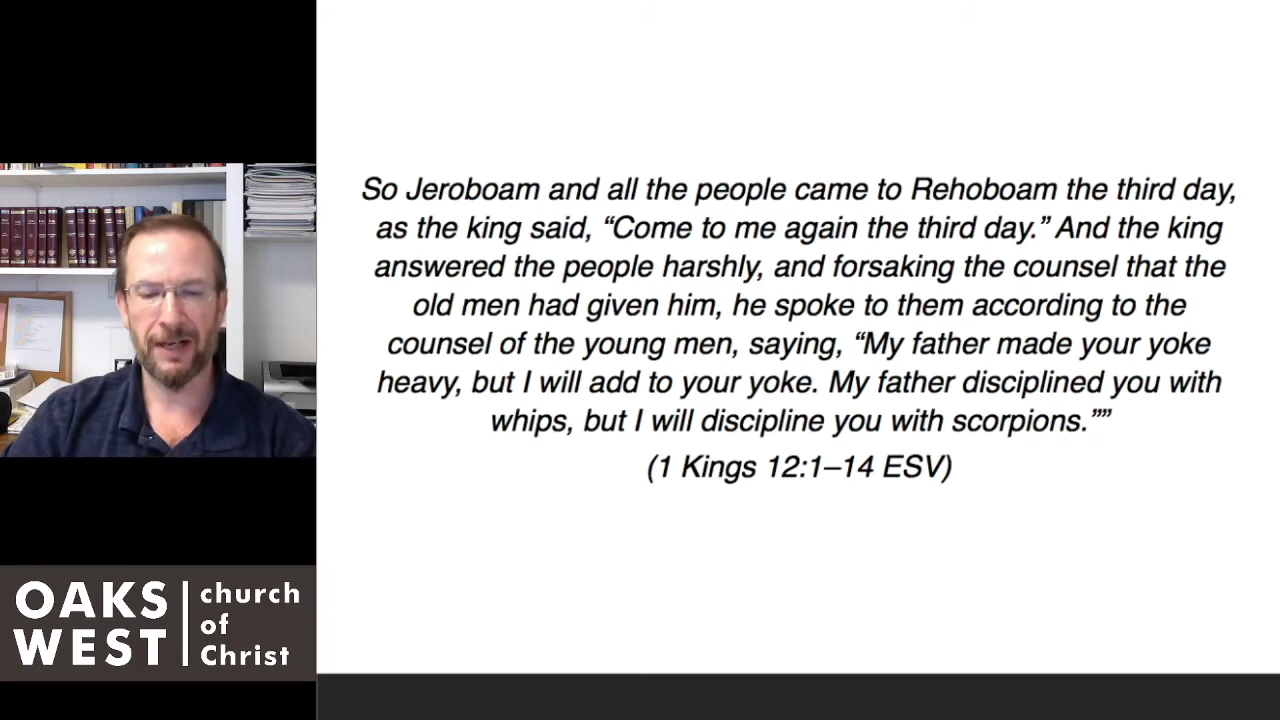 So Jeroboam and all the people came to Rehoboam the third day,
as the king said, “Come to me again the third day.” And the king
answered the people harshly, and forsaking the counsel that the
old men had given him, he spoke to them according to the
counsel of the young men, saying, “My father made your yoke
heavy, but I will add to your yoke. My father disciplined you with
whips, but I will discipline you with scorpions.””
(1 Kings 12:1–14 ESV)
OAKS
WEST
church
of
Christ